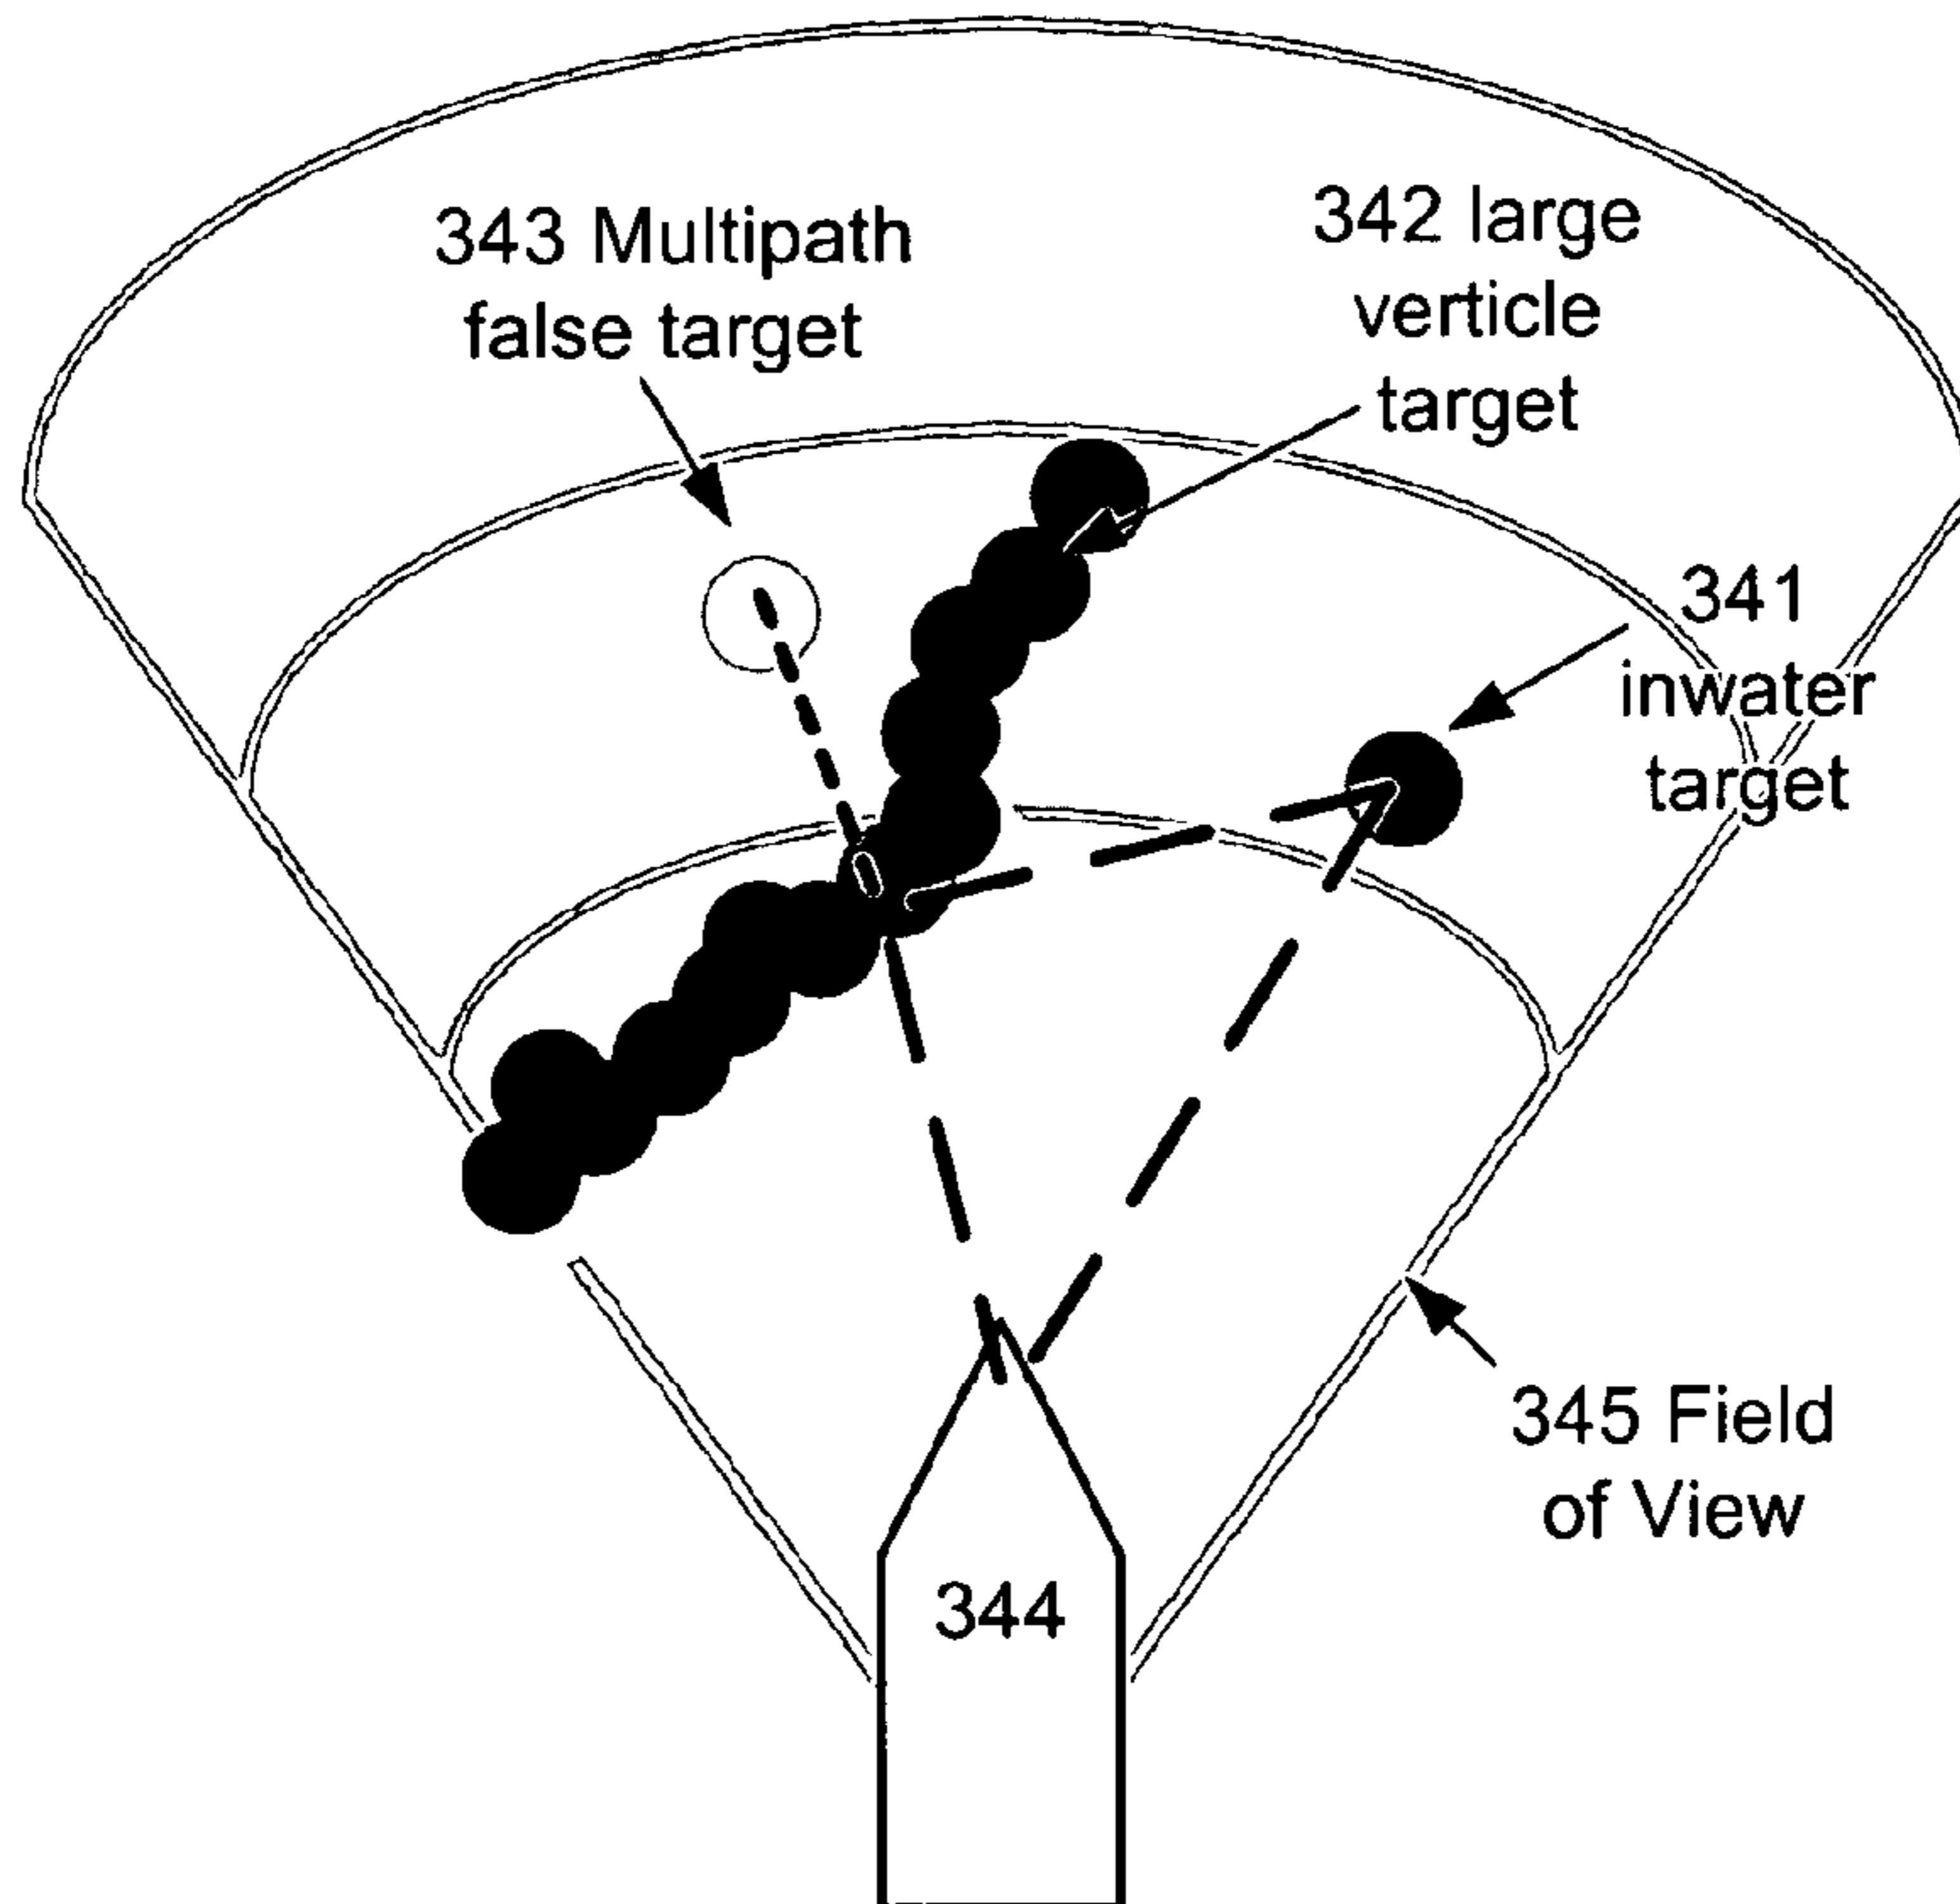 343 Multipath
false target
342 large
verticle
target
341
inwater
target
345 Field
of View
344